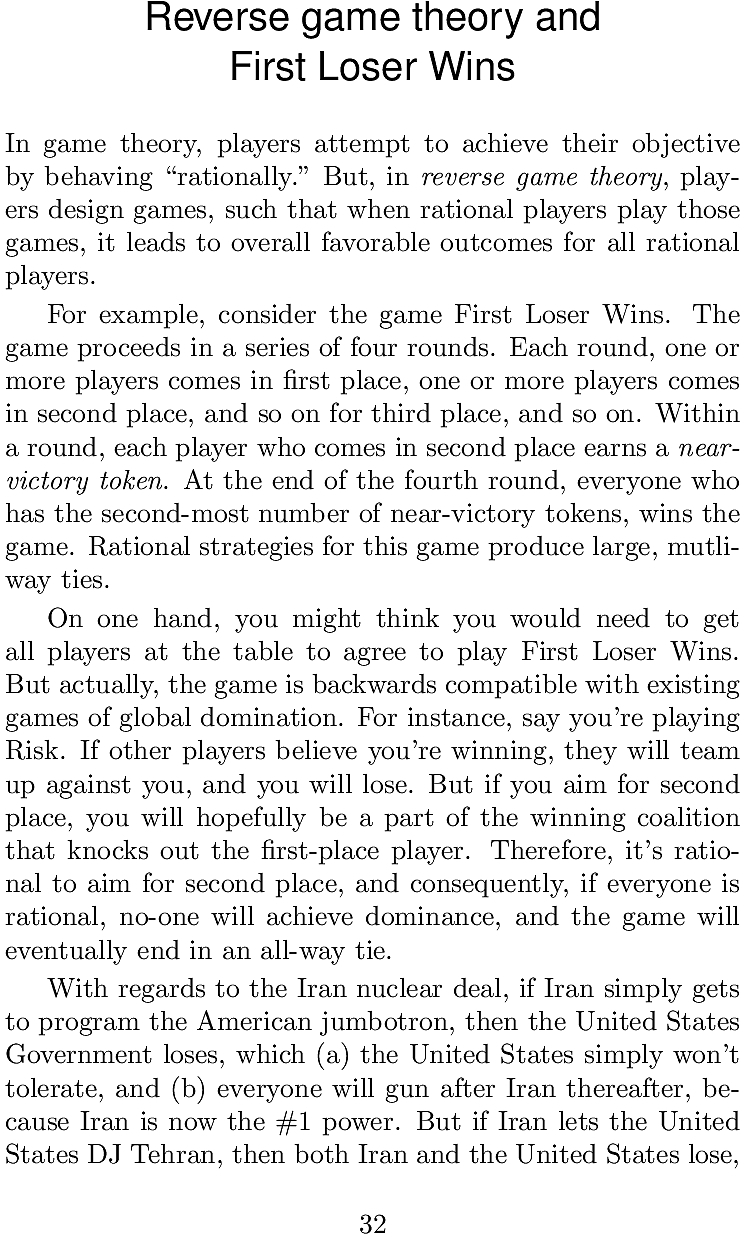 Reverse game theory and
First Loser Wins
In game theory, players attempt to achieve their objective
by behaving “rationally.” But, in reverse game theory, play-
ers design games, such that when rational players play those
games, it leads to overall favorable outcomes for all rational
players.
For example, consider the game First Loser Wins. The
game proceeds in a series of four rounds. Each round, one or
more players comes in first place, one or more players comes
in second place, and so on for third place, and so on. Within
a round, each player who comes in second place earns a near-
victory token. At the end of the fourth round, everyone who
has the second-most number of near-victory tokens, wins the
game. Rational strategies for this game produce large, mutli-
way ties.
On one hand, you might think you would need to get
all players at the table to agree to play First Loser Wins.
But actually, the game is backwards compatible with existing
games of global domination. For instance, say you’re playing
Risk. If other players believe you’re winning, they will team
up against you, and you will lose. But if you aim for second
place, you will hopefully be a part of the winning coalition
that knocks out the first-place player. Therefore, it’s ratio-
nal to aim for second place, and consequently, if everyone is
rational, no-one will achieve dominance, and the game will
eventually end in an all-way tie.
With regards to the Iran nuclear deal, if Iran simply gets
to program the American jumbotron, then the United States
Government loses, which (a) the United States simply won’t
tolerate, and (b) everyone will gun after Iran thereafter, be-
cause Iran is now the #1 power. But if Iran lets the United
States DJ Tehran, then both Iran and the United States lose,
32